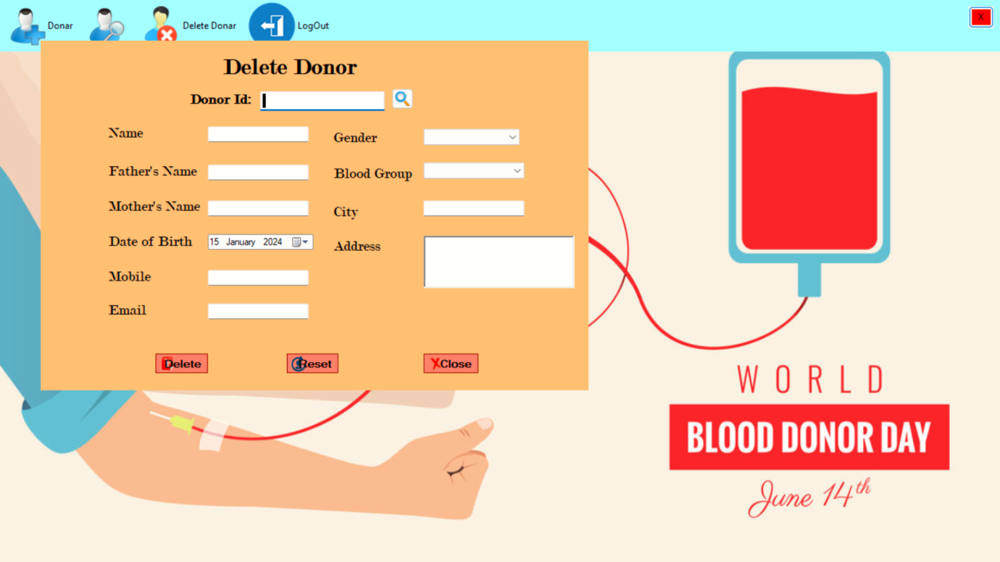 Donar
Delete Donar
LogOut
X
Delete Donor
Donor Id:
Name
Gender
Father's Name
Blood Group
Mother's Name
City
Date of Birth
15 January 2024
Address
Mobile
Email
Delete
Reset
Close
WORLD
BLOOD DONOR DAY
June 14th